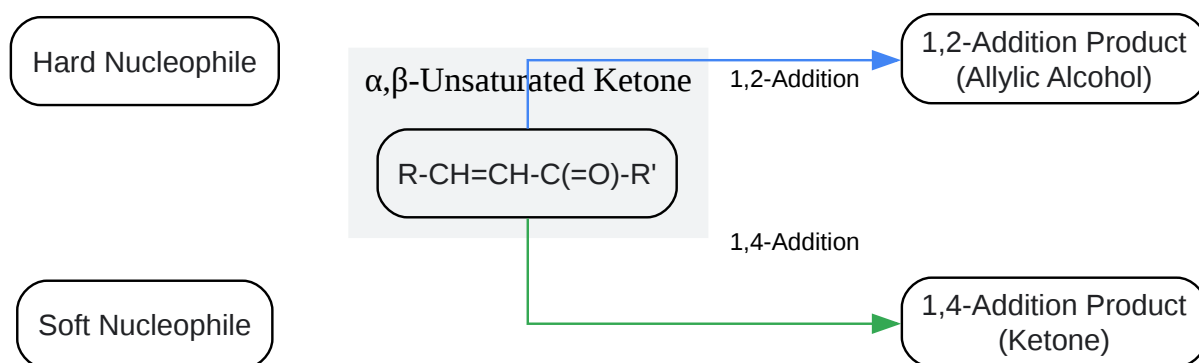 Hard Nucleophile
α,β-Unsaturated Ketone
1,2-Addition
1,2-Addition Product
(Allylic Alcohol)
R-CH=CH-C(=O)-R'
1,4-Addition
Soft Nucleophile
1,4-Addition Product
(Ketone)